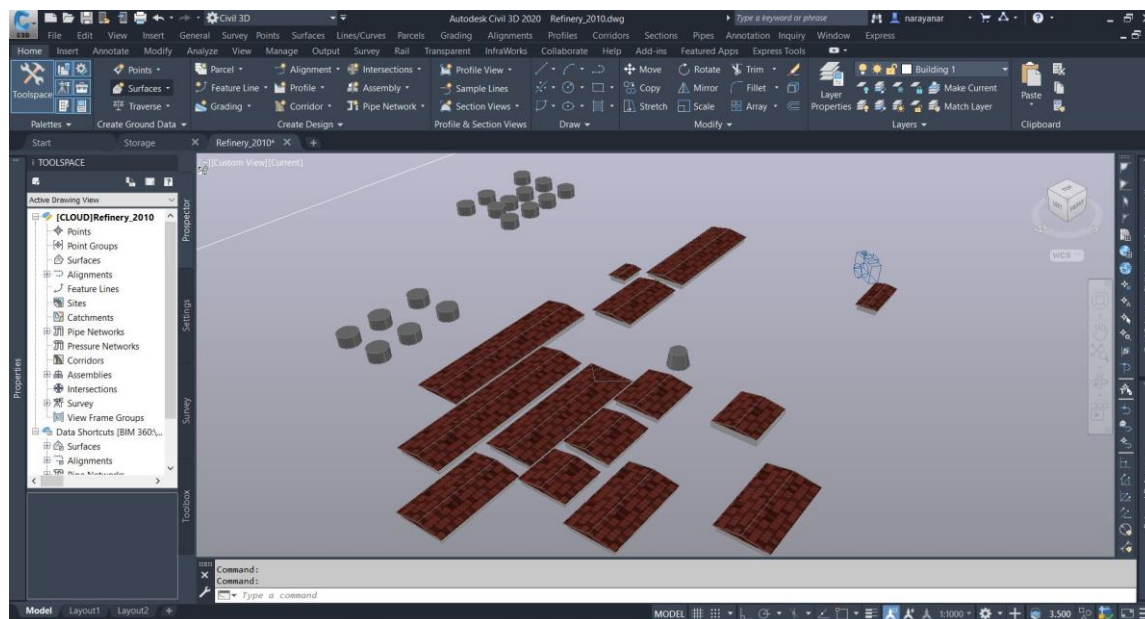 Civil 3D
Autodesk Civil 3D 2020 Refinery_2010.dwg
Type a keyword or phrase
narayanar
C3D
File Edit View Insert General Survey Points Surfaces Lines/Curves Parcels Grading Alignments Profiles Corridors Sections Pipes Annotation Inquiry Window Express
Home Insert Annotate Modify Analyze View Manage Output Survey Rail Transparent InfraWorks Collaborate Help Add-ins Featured Apps Express Tools
Toolspace
Points
Parcel
Alignment
Intersections
Profile View
Move
Rotate
Trim
Building 1
Surfaces
Feature Line
Profile
Assembly
Sample Lines
Copy
Mirror
Fillet
Layer Properties
Make Current
Paste
Traverse
Grading
Corridor
Pipe Network
Section Views
Stretch
Scale
Array
Match Layer
Palettes
Create Ground Data
Create Design
Profile & Section Views
Draw
Modify
Layers
Clipboard
Start
Storage
Refinery_2010*
TOOLSPACE
Active Drawing View
[CLOUD]Refinery_2010
Points
Point Groups
Surfaces
Alignments
Feature Lines
Sites
Catchments
Pipe Networks
Pressure Networks
Corridors
Assemblies
Intersections
Survey
View Frame Groups
Data Shortcuts [BIM 360:\,...
Surfaces
Alignments
Pipe Networks
Properties
Prospector
Settings
Survey
Toolbox
[-][Custom View][Current]
TOP
LEFT
FRONT
WCS
Command:
Command:
Type a command
Model Layout1 Layout2
MODEL
1:1000
3.500